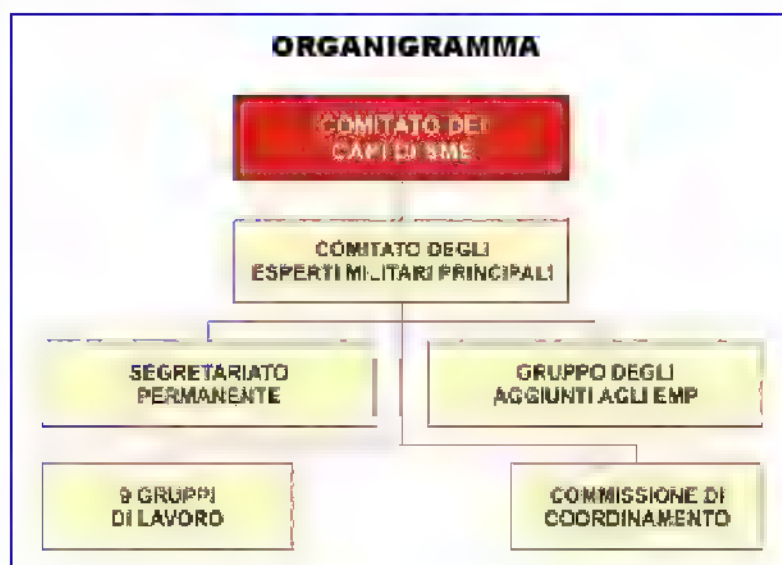 ORGANIGRAMMA
COMITATO DEI
CAPI DI SME
COMITATO DEGLI
ESPERTI MILITARI PRINCIPALI
SEGRETARIATO
PERMANENTE
GRUPPO DEGLI
AGGIUNTI AGLI EMP
9 GRUPPI
DI LAVORO
COMMISSIONE DI
COORDINAMENTO